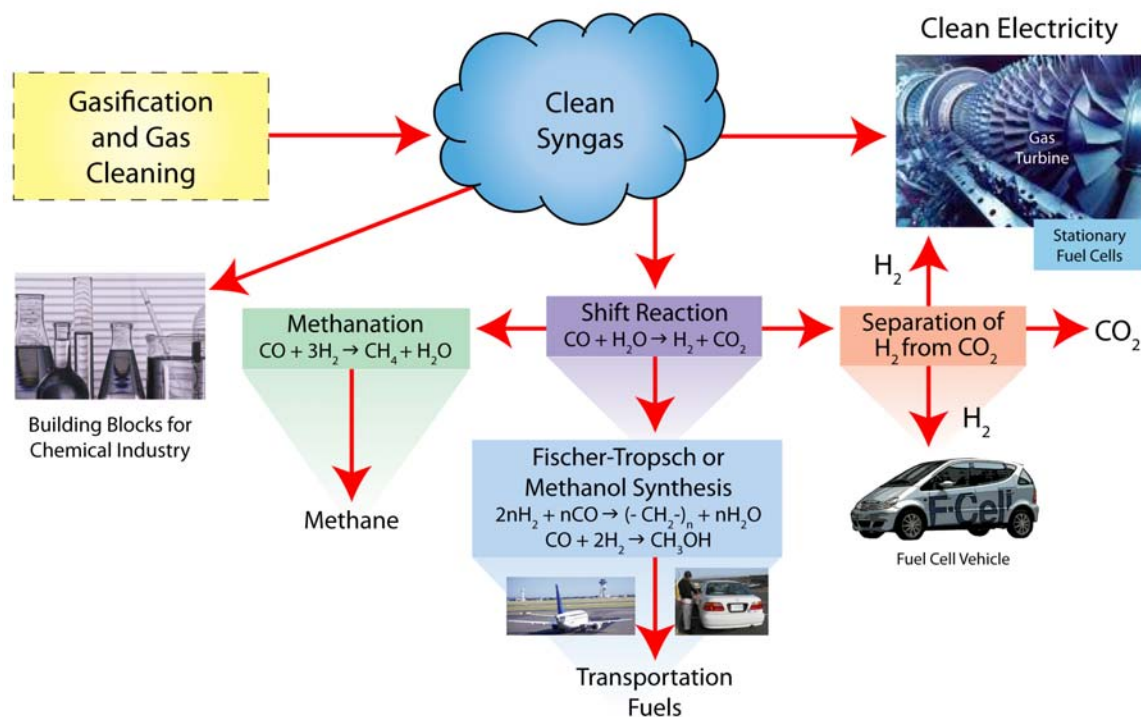 Clean Electricity
Gasification
and Gas
Cleaning
Clean
Syngas
Gas
Turbine
Stationary
Fuel Cells
H₂
Building Blocks for
Chemical Industry
Methanation
CO + 3H₂ → CH₄ + H₂O
Shift Reaction
CO + H₂O → H₂ + CO₂
Separation of
H₂ from CO₂
CO₂
H₂
Methane
Fischer-Tropsch or
Methanol Synthesis
2nH₂ + nCO → (- CH₂-)ₙ + nH₂O
CO + 2H₂ → CH₃OH
F-Cell
Fuel Cell Vehicle
Transportation
Fuels